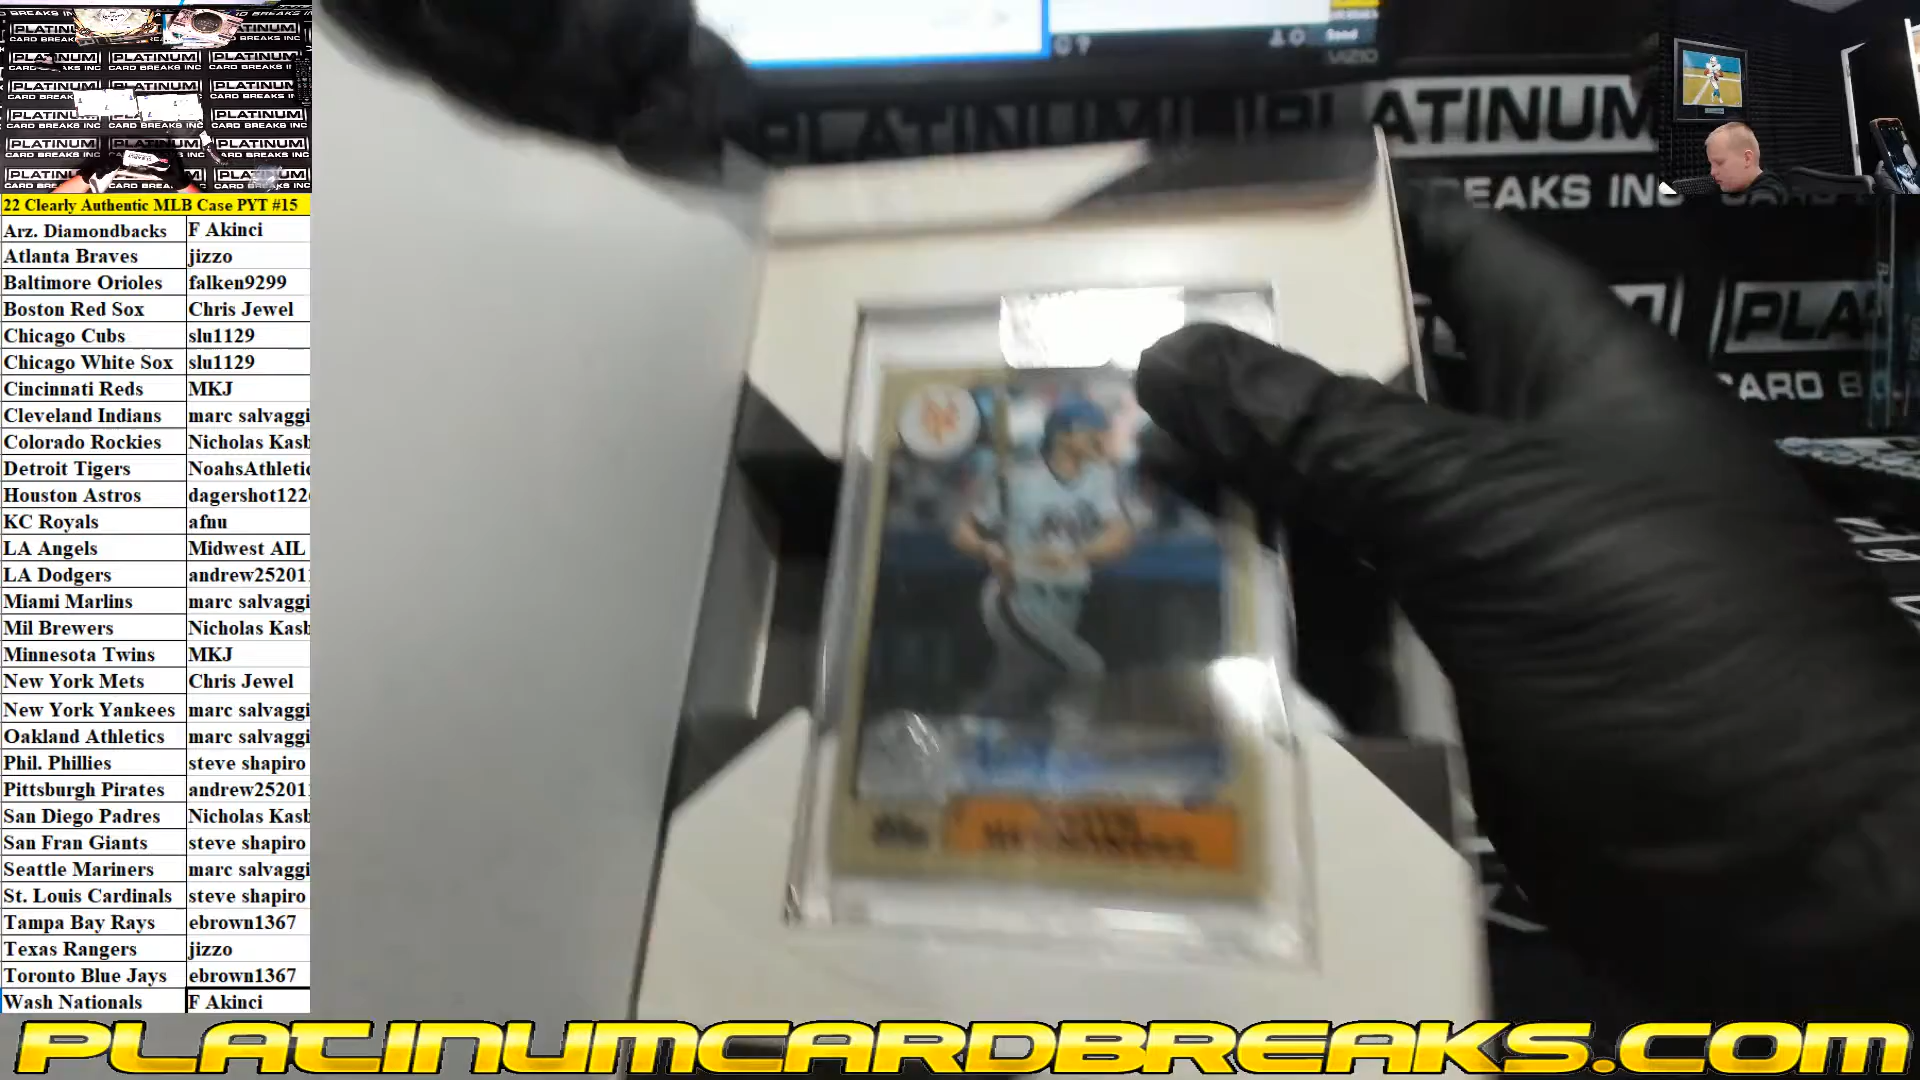 22 Clearly Authentic MLB Case PYT #15
Arz. Diamondbacks F Akinci
Atlanta Braves jizzo
Baltimore Orioles falken9299
Boston Red Sox Chris Jewel
Chicago Cubs slu1129
Chicago White Sox slu1129
Cincinnati Reds MKJ
Cleveland Indians marc salvaggi
Colorado Rockies Nicholas Kasb
Detroit Tigers NoahsAthletic
Houston Astros dagershot122
KC Royals afnu
LA Angels Midwest AIL
LA Dodgers andrew25201
Miami Marlins marc salvaggi
Mil Brewers Nicholas Kasb
Minnesota Twins MKJ
New York Mets Chris Jewel
New York Yankees marc salvaggi
Oakland Athletics marc salvaggi
Phil. Phillies steve shapiro
Pittsburgh Pirates andrew25201
San Diego Padres Nicholas Kasb
San Fran Giants steve shapiro
Seattle Mariners marc salvaggi
St. Louis Cardinals steve shapiro
Tampa Bay Rays ebrown1367
Texas Rangers jizzo
Toronto Blue Jays ebrown1367
Wash Nationals F Akinci
Send
VIZIO
PLATINUM PLATINUM
EAKS INC
PLA
CARD B
PLATINUMCARDBREAKS.COM